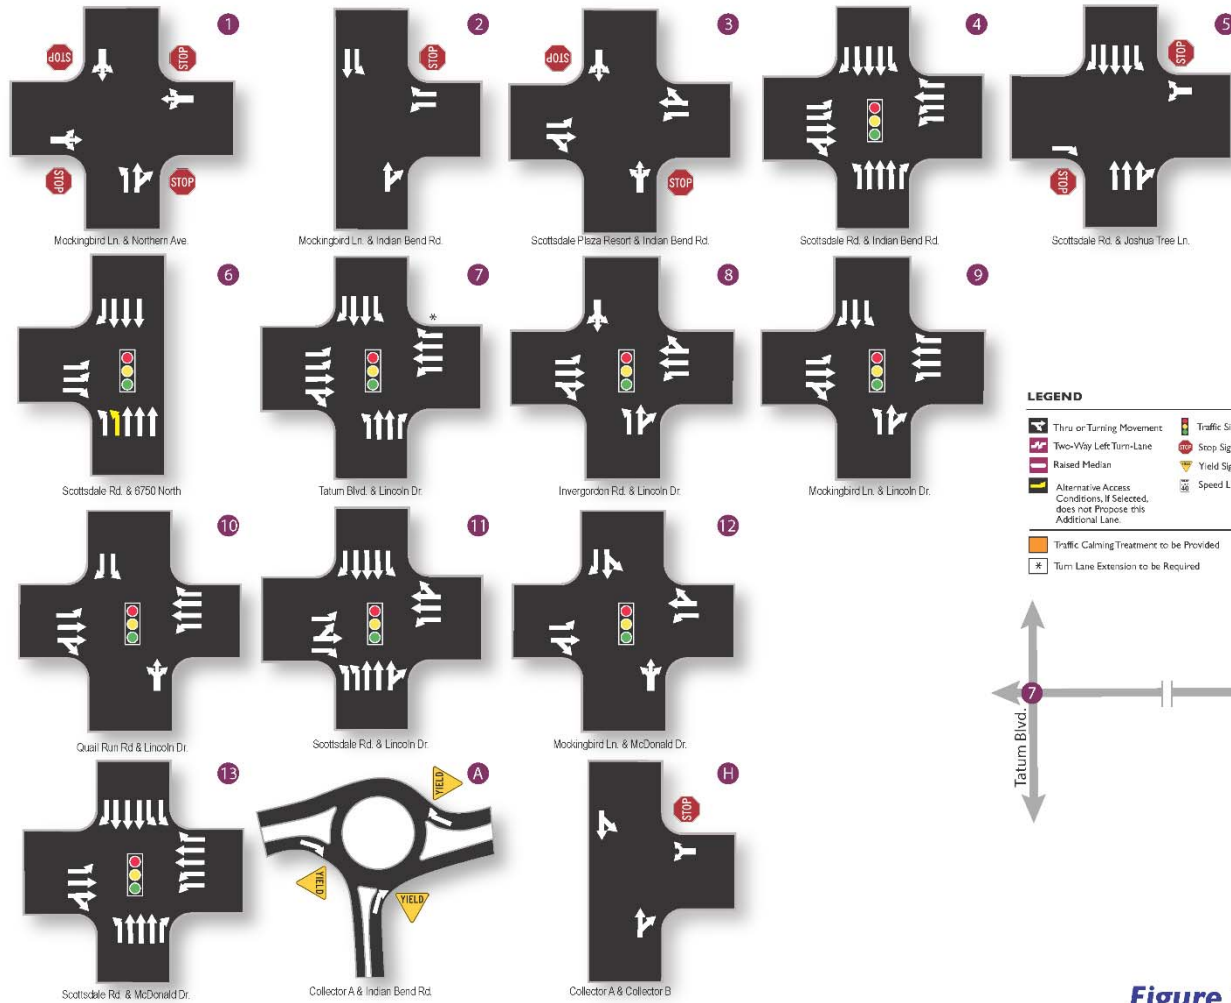 1
2
3
4
5
STOP
STOP
STOP
STOP
STOP
STOP
STOP
STOP
STOP
Mockingbird Ln. & Northern Ave.
Mockingbird Ln. & Indian Bend Rd.
Scottsdale Plaza Resort & Indian Bend Rd.
Scottsdale Rd. & Indian Bend Rd.
Scottsdale Rd. & Joshua Tree Ln.
6
7
8
9
*
Scottsdale Rd. & 6750 North
Tatum Blvd. & Lincoln Dr.
Invergordon Rd. & Lincoln Dr.
Mockingbird Ln. & Lincoln Dr.
LEGEND
Thru or Turning Movement
Two-Way Left Turn-Lane
Raised Median
Alternative Access
Conditions, If Selected,
does not Propose this
Additional Lane.
Traffic Si
STOP Stop Sig
Yield Sig
40 Speed L
Traffic Calming Treatment to be Provided
* Turn Lane Extension to be Required
10
11
12
Quail Run Rd & Lincoln Dr.
Scottsdale Rd. & Lincoln Dr.
Mockingbird Ln. & McDonald Dr.
7
Tatum Blvd.
13
A
H
YIELD
YIELD
YIELD
STOP
Scottsdale Rd. & McDonald Dr.
Collector A & Indian Bend Rd.
Collector A & Collector B
Figure